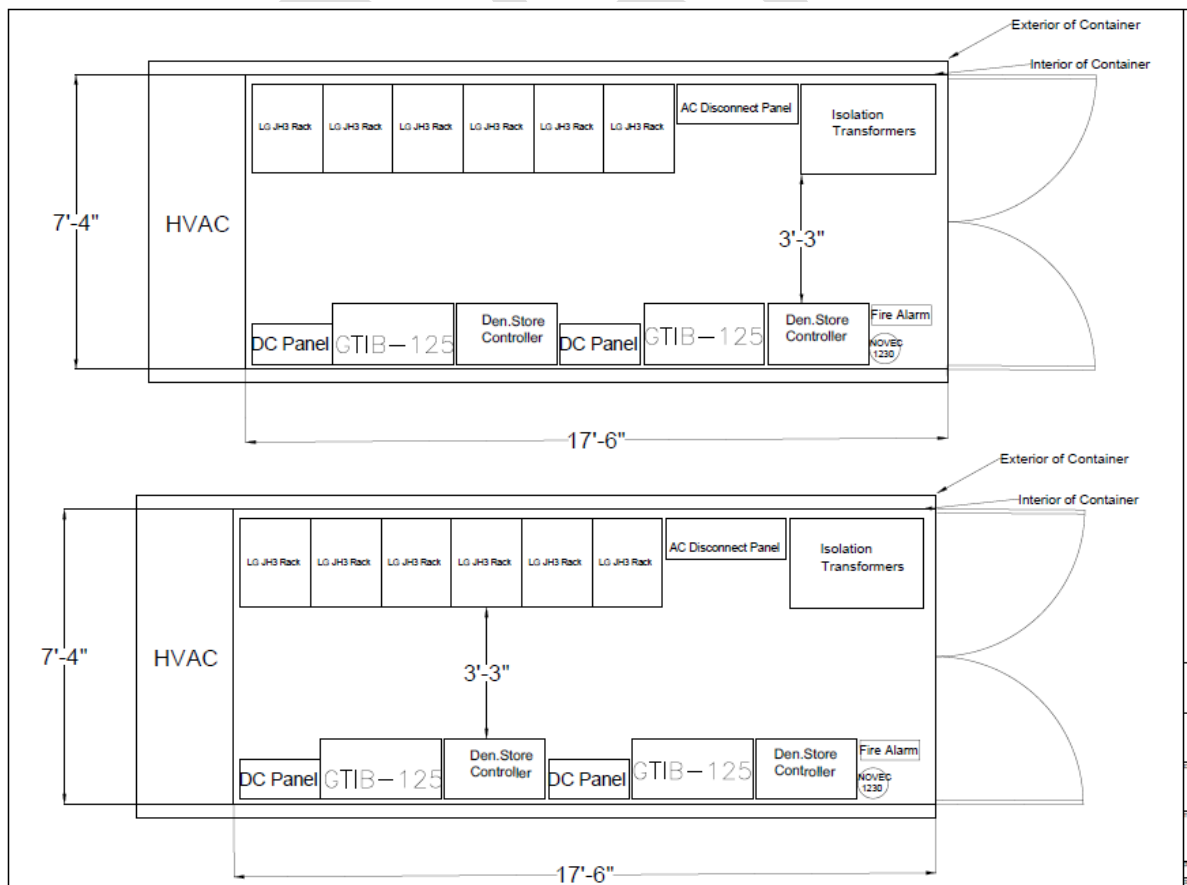 Exterior of Container
Interior of Container
LG JH3 Rack
LG JH3 Rack
LG JH3 Rack
LG JH3 Rack
LG JH3 Rack
LG JH3 Rack
AC Disconnect Panel
Isolation
Transformers
7'-4"
HVAC
3'-3"
DC Panel
GTIB-125
Den.Store
Controller
DC Panel
GTIB-125
Den.Store
Controller
Fire Alarm
NOVEC
1230
17'-6"
Exterior of Container
Interior of Container
LG JH3 Rack
LG JH3 Rack
LG JH3 Rack
LG JH3 Rack
LG JH3 Rack
LG JH3 Rack
AC Disconnect Panel
Isolation
Transformers
7'-4"
HVAC
3'-3"
DC Panel
GTIB-125
Den.Store
Controller
DC Panel
GTIB-125
Den.Store
Controller
Fire Alarm
NOVEC
1230
17'-6"